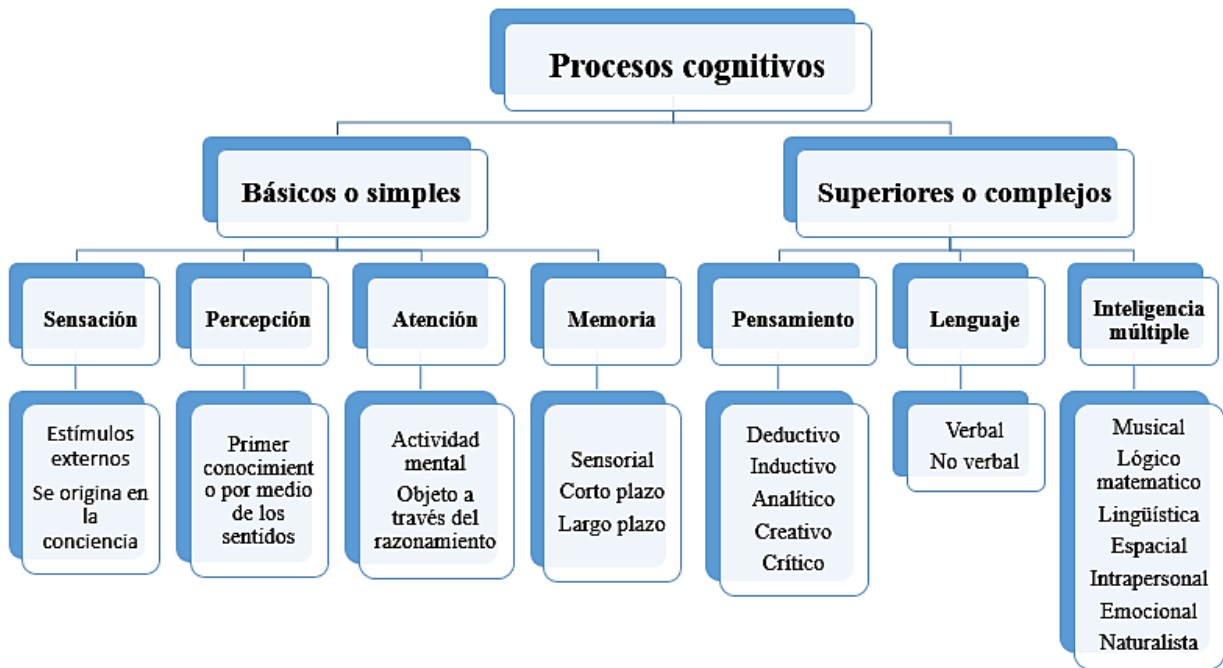 Procesos cognitivos
Básicos o simples
Superiores o complejos
Sensación
Percepción
Atención
Memoria
Pensamiento
Lenguaje
Inteligencia
múltiple
Estímulos
externos
Se origina en
la
conciencia
Primer
conocimient
o por medio
de los
sentidos
Actividad
mental
Objeto a
través del
razonamiento
Sensorial
Corto plazo
Largo plazo
Deductivo
Inductivo
Analítico
Creativo
Crítico
Verbal
No verbal
Musical
Lógico
matematico
Lingüística
Espacial
Intrapersonal
Emocional
Naturalista